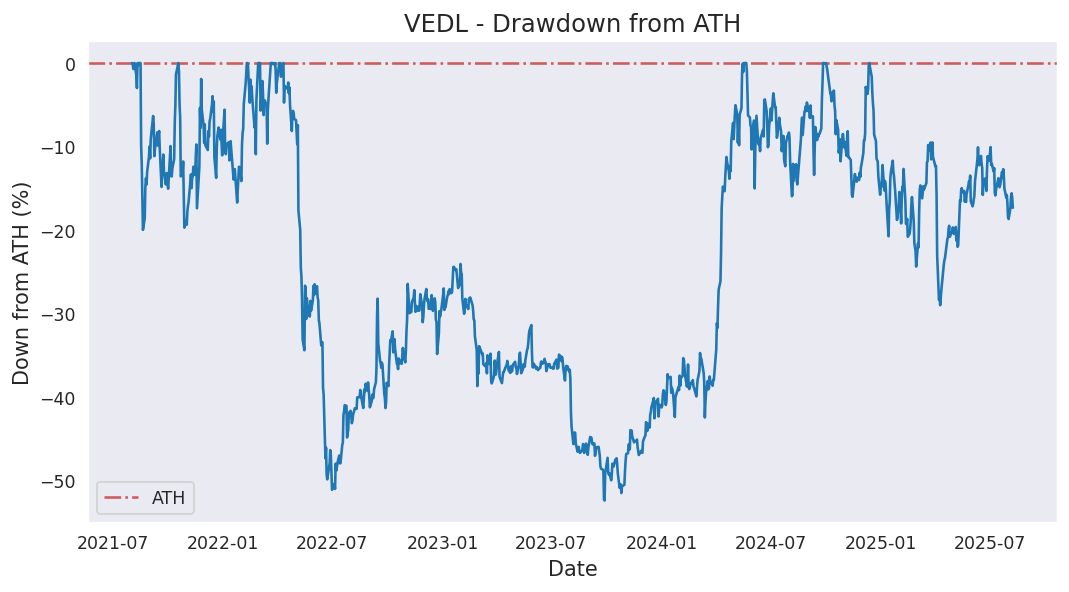 VEDL - Drawdown from ATH
Down from ATH (%)
0
−10
−20
−30
−40
−50
ATH
2021-07 2022-01 2022-07 2023-01 2023-07 2024-01 2024-07 2025-01 2025-07
Date